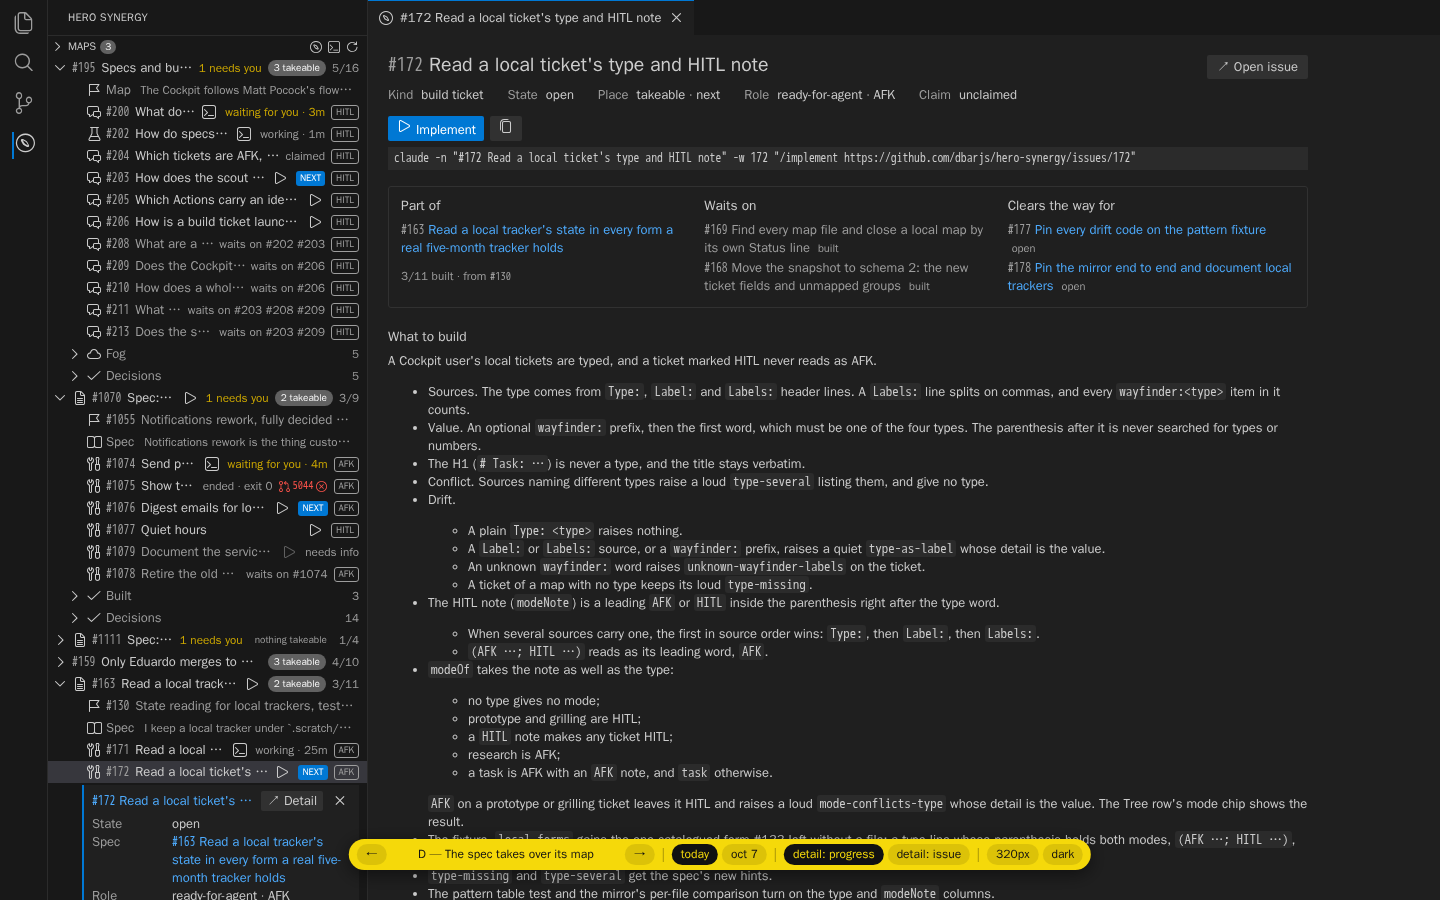 HERO SYNERGY
MAPS 3
#195 Specs and bu··· 1 needs you 3 takeable 5/16
Map The Cockpit follows Matt Pocock's flow···
#200 What do··· waiting for you · 3m HITL
#202 How do specs··· working · 1m HITL
#204 Which tickets are AFK, ··· claimed HITL
#203 How does the scout ··· NEXT HITL
#205 Which Actions carry an ide··· HITL
#206 How is a build ticket launc··· HITL
#208 What are a ··· waits on #202 #203 HITL
#209 Does the Cockpit··· waits on #206 HITL
#210 How does a whol··· waits on #206 HITL
#211 What ··· waits on #203 #208 #209 HITL
#213 Does the s··· waits on #203 #209 HITL
Fog 5
Decisions 5
#1070 Spec:··· 1 needs you 2 takeable 3/9
#1055 Notifications rework, fully decided ···
Spec Notifications rework is the thing custo···
#1074 Send p··· waiting for you · 4m AFK
#1075 Show t··· ended · exit 0 5044 AFK
#1076 Digest emails for lo··· NEXT AFK
#1077 Quiet hours HITL
#1079 Document the servic··· needs info
#1078 Retire the old ··· waits on #1074 AFK
Built 3
Decisions 14
#1111 Spec:··· 1 needs you nothing takeable 1/4
#159 Only Eduardo merges to ··· 3 takeable 4/10
#163 Read a local track··· 2 takeable 3/11
#130 State reading for local trackers, test···
Spec I keep a local tracker under `.scratch/···
#171 Read a local ··· working · 25m AFK
#172 Read a local ticket's ··· NEXT AFK
#172 Read a local ticket's ··· ↗ Detail
State open
Spec #163 Read a local tracker's
state in every form a real five-
month tracker holds
Role ready-for-agent · AFK
#172 Read a local ticket's type and HITL note
#172 Read a local ticket's type and HITL note
↗ Open issue
Kind build ticket State open Place takeable · next Role ready-for-agent · AFK Claim unclaimed
Implement
claude -n "#172 Read a local ticket's type and HITL note" -w 172 "/implement https://github.com/dbarjs/hero-synergy/issues/172"
Part of
#163 Read a local tracker's state in every form a
real five-month tracker holds
3/11 built · from #130
Waits on
#169 Find every map file and close a local map by
its own Status line built
#168 Move the snapshot to schema 2: the new
ticket fields and unmapped groups built
Clears the way for
#177 Pin every drift code on the pattern fixture
open
#178 Pin the mirror end to end and document local
trackers open
What to build
A Cockpit user's local tickets are typed, and a ticket marked HITL never reads as AFK.
• Sources. The type comes from Type:, Label: and Labels: header lines. A Labels: line splits on commas, and every wayfinder:<type> item in it
counts.
• Value. An optional wayfinder: prefix, then the first word, which must be one of the four types. The parenthesis after it is never searched for types or
numbers.
• The H1 (# Task: ···) is never a type, and the title stays verbatim.
• Conflict. Sources naming different types raise a loud type-several listing them, and give no type.
• Drift.
◦ A plain Type: <type> raises nothing.
◦ A Label: or Labels: source, or a wayfinder: prefix, raises a quiet type-as-label whose detail is the value.
◦ An unknown wayfinder: word raises unknown-wayfinder-labels on the ticket.
◦ A ticket of a map with no type keeps its loud type-missing.
• The HITL note (modeNote) is a leading AFK or HITL inside the parenthesis right after the type word.
◦ When several sources carry one, the first in source order wins: Type:, then Label:, then Labels:.
◦ (AFK ···; HITL ···) reads as its leading word, AFK.
• modeOf takes the note as well as the type:
◦ no type gives no mode;
◦ prototype and grilling are HITL;
◦ a HITL note makes any ticket HITL;
◦ research is AFK;
◦ a task is AFK with an AFK note, and task otherwise.
AFK on a prototype or grilling ticket leaves it HITL and raises a loud mode-conflicts-type whose detail is the value. The Tree row's mode chip shows the
result.
• The fixture, local-forms gains the one catalogued form #133 left without a file: a type line whose parenthesis holds both modes, (AFK ···; HITL ···),
← D — The spec takes over its map → today oct 7 detail: progress detail: issue 320px dark
type-missing and type-several get the spec's new hints.
• The pattern table test and the mirror's per-file comparison turn on the type and modeNote columns.